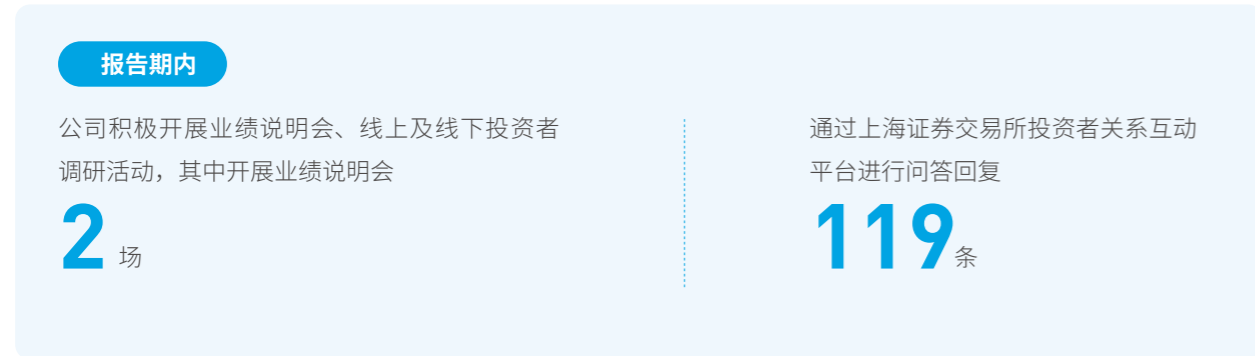 报告期内
公司积极开展业绩说明会、线上及线下投资者
调研活动，其中开展业绩说明会
2 场
通过上海证券交易所投资者关系互动
平台进行问答回复
119 条